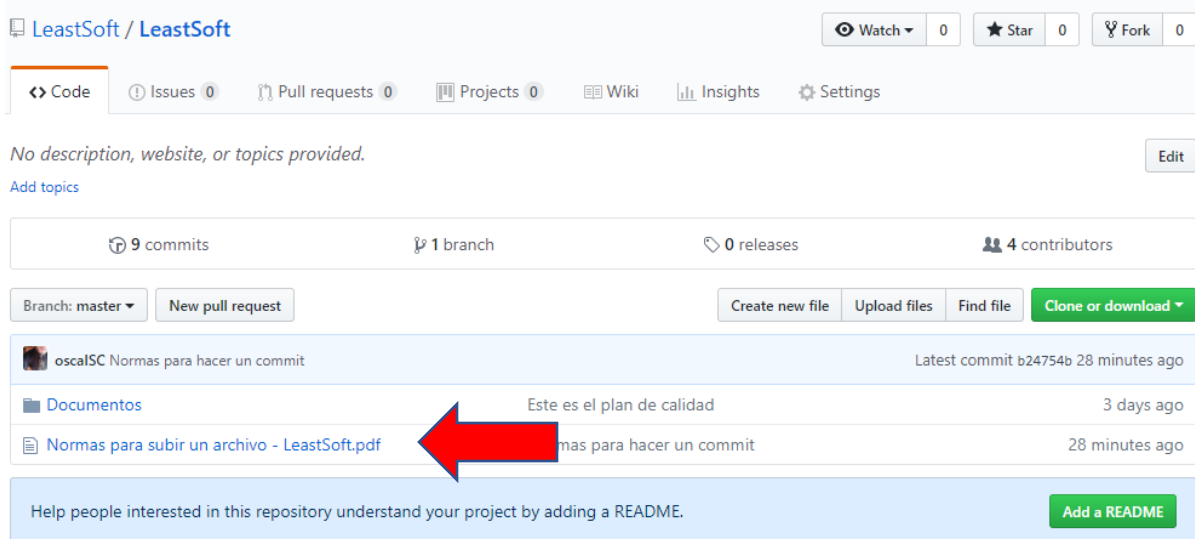 LeastSoft / LeastSoft
Watch 0 Star 0 Fork 0
Code Issues 0 Pull requests 0 Projects 0 Wiki Insights Settings
No description, website, or topics provided. Edit
Add topics
9 commits 1 branch 0 releases 4 contributors
Branch: master New pull request Create new file Upload files Find file Clone or download
oscalSC Normas para hacer un commit Latest commit b24754b 28 minutes ago
Documentos Este es el plan de calidad 3 days ago
Normas para subir un archivo - LeastSoft.pdf para hacer un commit 28 minutes ago
Help people interested in this repository understand your project by adding a README. Add a README